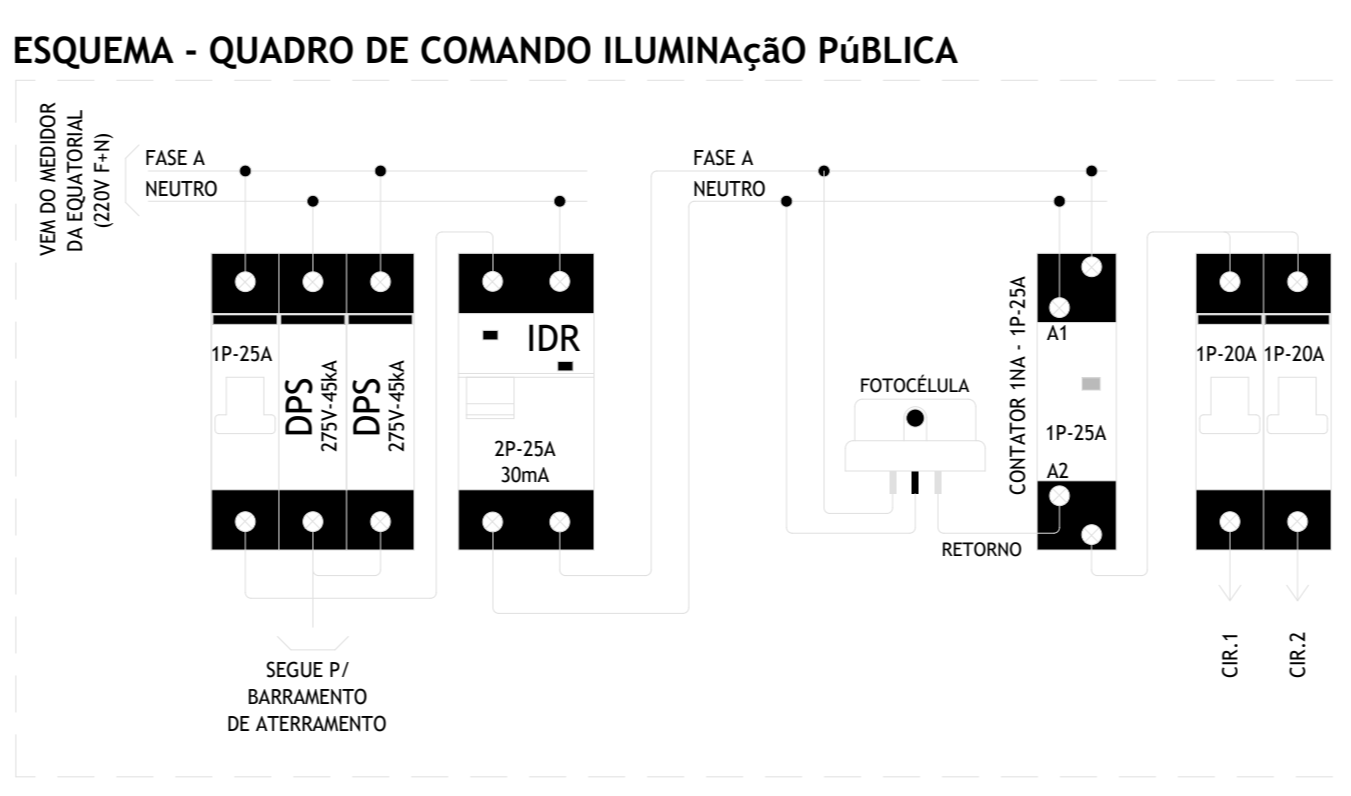 ESQUEMA - QUADRO DE COMANDO ILUMINAçãO PúBLICA
VEM DO MEDIDOR
DA EQUATORIAL
(220V F+N)
FASE A
NEUTRO
1P-25A
DPS
275V-45kA
DPS
275V-45kA
IDR
2P-25A
30mA
SEGUE P/
BARRAMENTO
DE ATERRAMENTO
FASE A
NEUTRO
FOTOCÉLULA
RETORNO
CONTATOR 1NA - 1P-25A
A1
1P-25A
A2
1P-20A
1P-20A
CIR.1
CIR.2